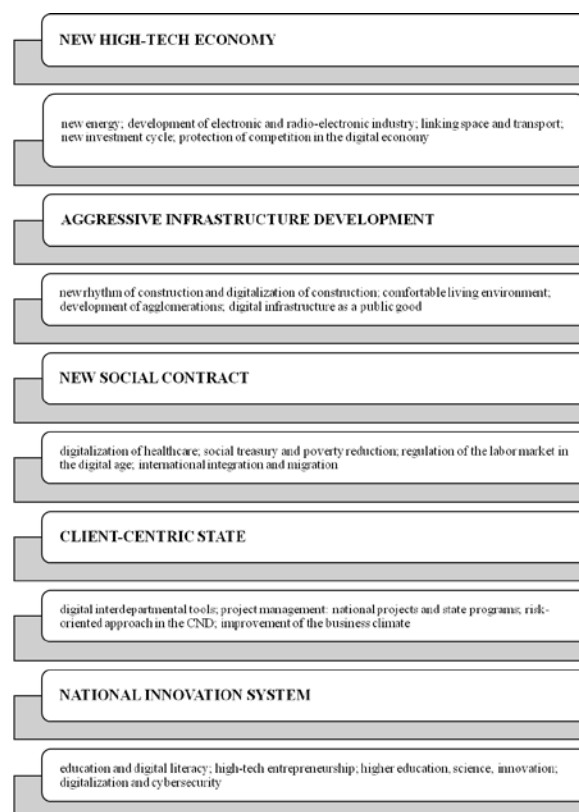 NEW HIGH-TECH ECONOMY
new energy; development of electronic and radio-electronic industry; linking space and transport;
new investment cycle; protection of competition in the digital economy
AGGRESSIVE INFRASTRUCTURE DEVELOPMENT
new rhythm of construction and digitalization of construction; comfortable living environment;
development of agglomerations; digital infrastructure as a public good
NEW SOCIAL CONTRACT
digitalization of healthcare; social treasury and poverty reduction; regulation of the labor market in
the digital age; international integration and migration
CLIENT-CENTRIC STATE
digital interdepartmental tools; project management: national projects and state programs; risk-
oriented approach in the CND; improvement of the business climate
NATIONAL INNOVATION SYSTEM
education and digital literacy; high-tech entrepreneurship; higher education, science, innovation;
digitalization and cybersecurity